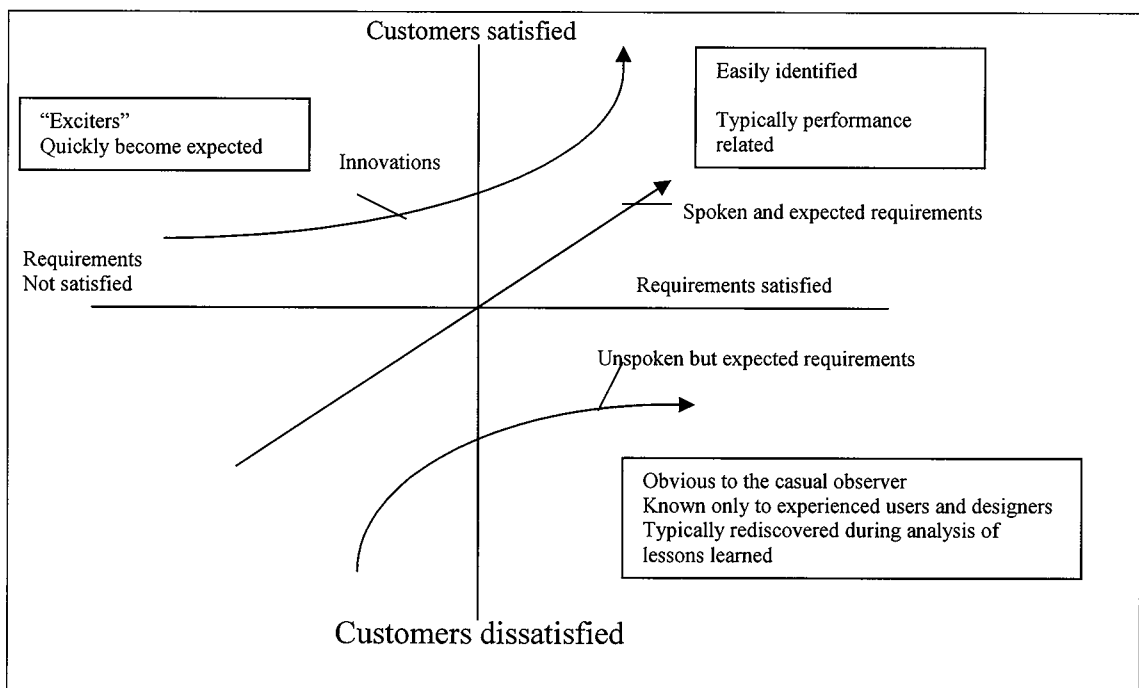 Customers satisfied
"Exciters"
Quickly become expected
Innovations
Easily identified
Typically performance
related
Spoken and expected requirements
Requirements
Not satisfied
Requirements satisfied
Unspoken but expected requirements
Obvious to the casual observer
Known only to experienced users and designers
Typically rediscovered during analysis of
lessons learned
Customers dissatisfied